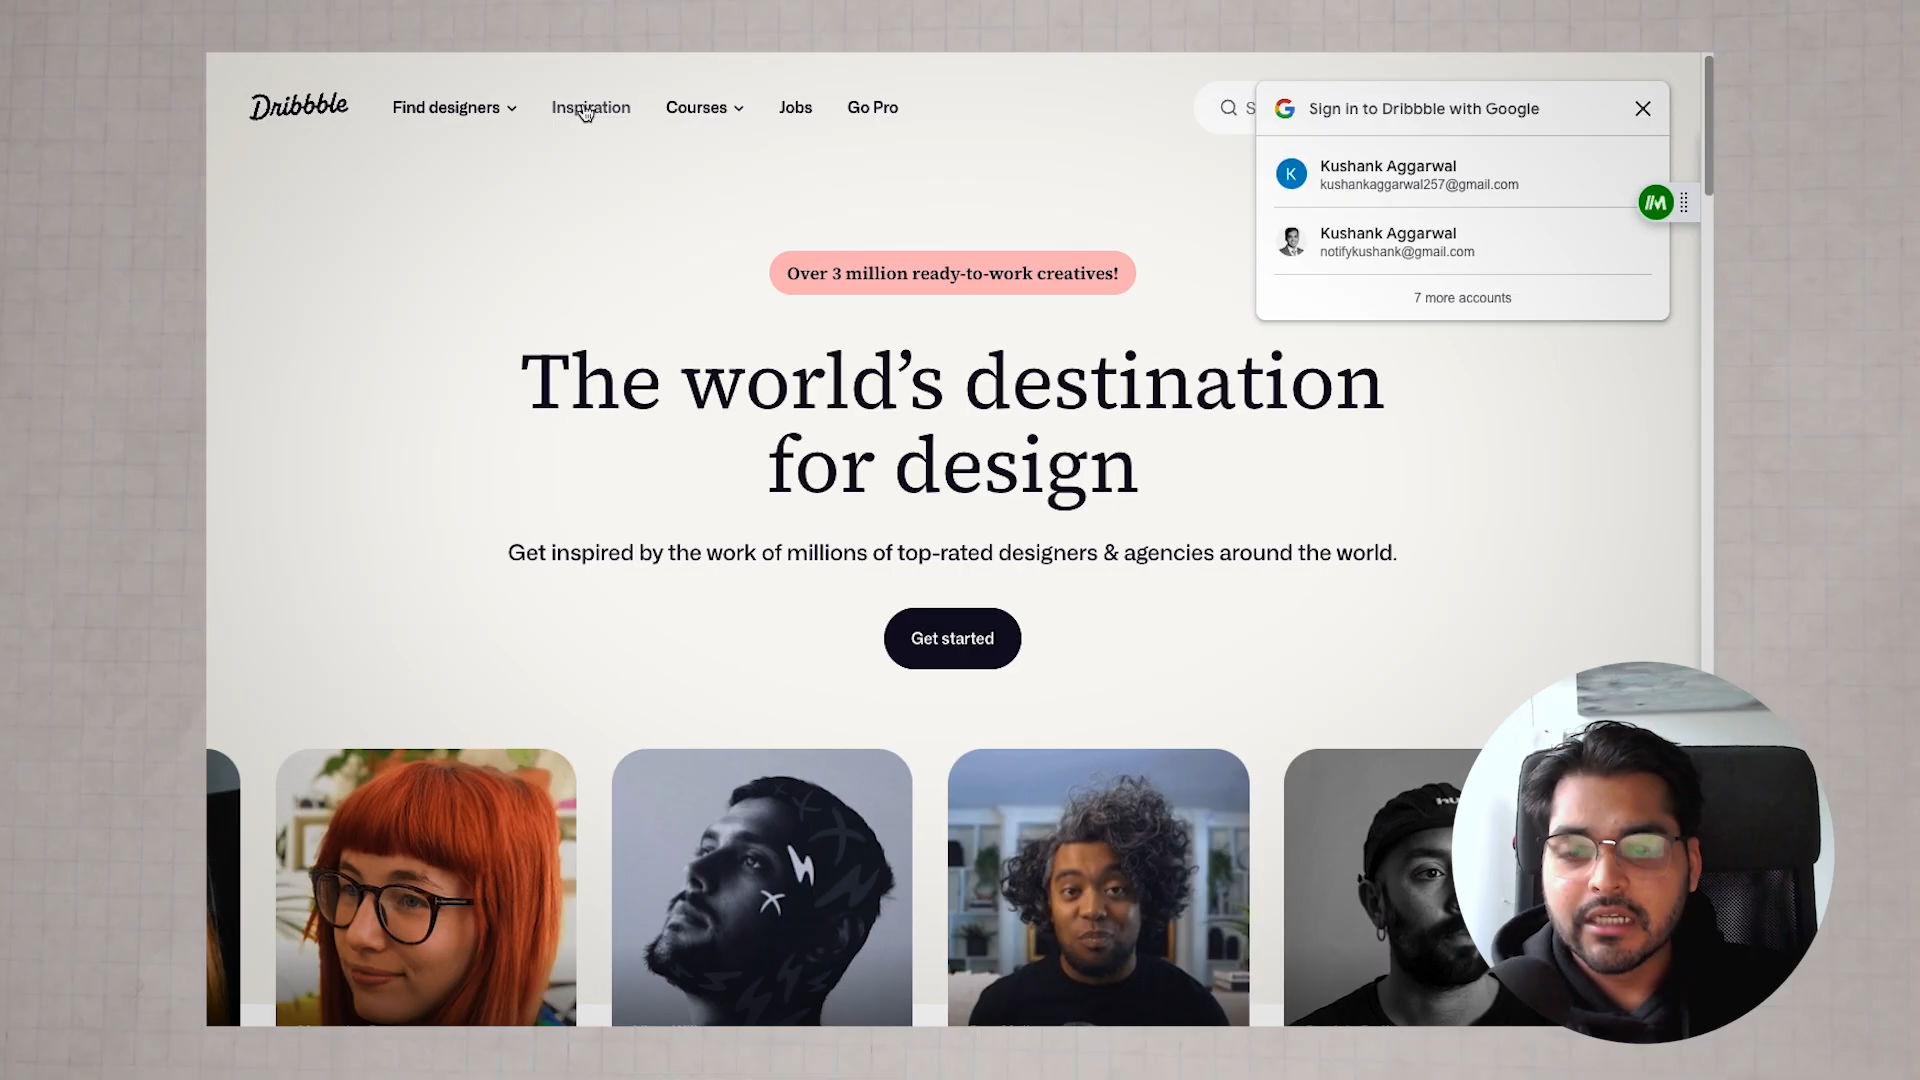 Dribbble
Find designers
Inspiration
Courses
Jobs
Go Pro
S
Sign in to Dribbble with Google
K
Kushank Aggarwal
kushankaggarwal257@gmail.com
Kushank Aggarwal
notifykushank@gmail.com
7 more accounts
Over 3 million ready-to-work creatives!
The world's destination
for design
Get inspired by the work of millions of top-rated designers & agencies around the world.
Get started